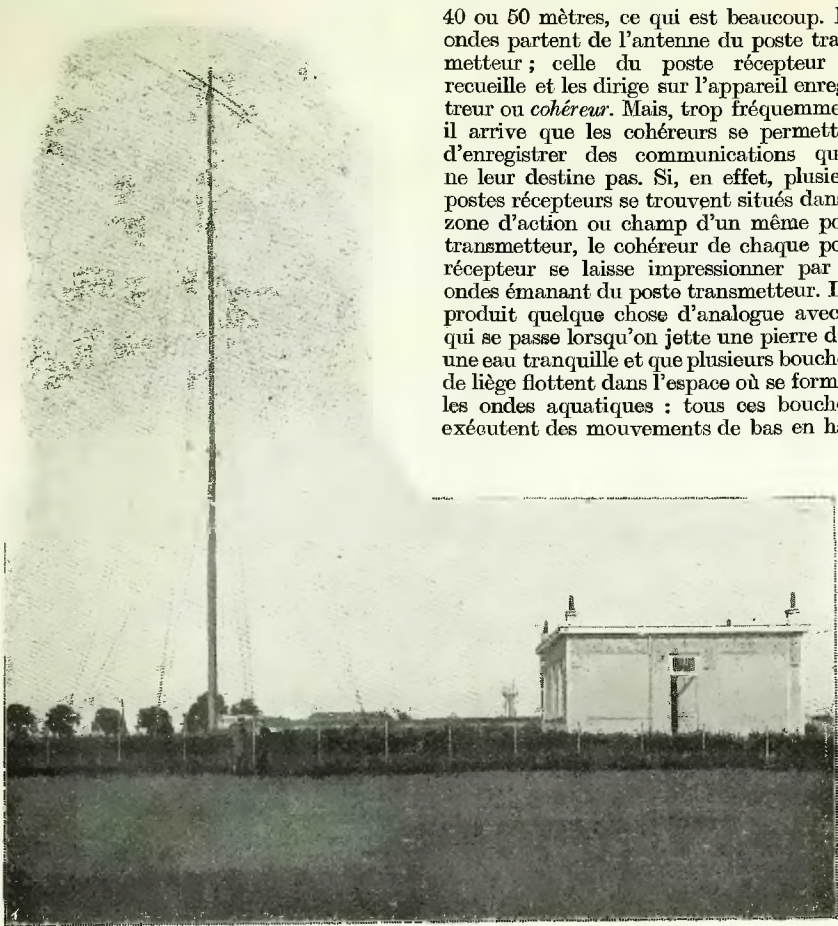 40 ou 50 mètres, ce qui est beaucoup.
ondes partent de l'antenne du poste tra
metteur ; celle du poste récepteur
recueille et les dirige sur l'appareil enreg
treur ou cohéreur. Mais, trop fréquemme
il arrive que les cohéreurs se permett
d'enregistrer des communications qu
ne leur destine pas. Si, en effet, plusie
postes récepteurs se trouvent situés dan
zone d'action ou champ d'un même po
transmetteur, le cohéreur de chaque po
récepteur se laisse impressionner par
ondes émanant du poste transmetteur.
produit quelque chose d'analogue avec
qui se passe lorsqu'on jette une pierre d
une eau tranquille et que plusieurs bouch
de liège flottent dans l'espace où se form
les ondes aquatiques : tous ces bouch
exécutent des mouvements de bas en ha